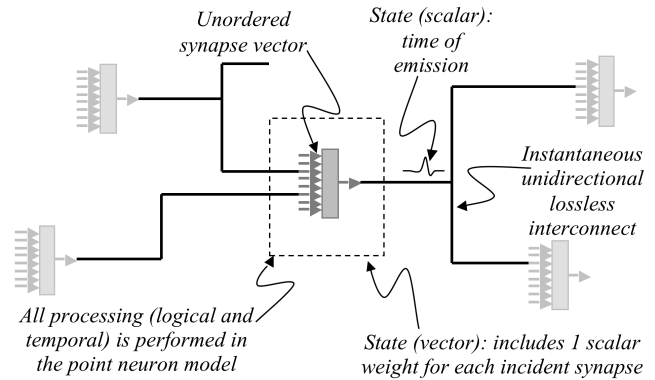 Unordered
synapse vector
State (scalar):
time of
emission
Instantaneous
unidirectional
lossless
interconnect
All processing (logical and
temporal) is performed in
the point neuron model
State (vector): includes 1 scalar
weight for each incident synapse